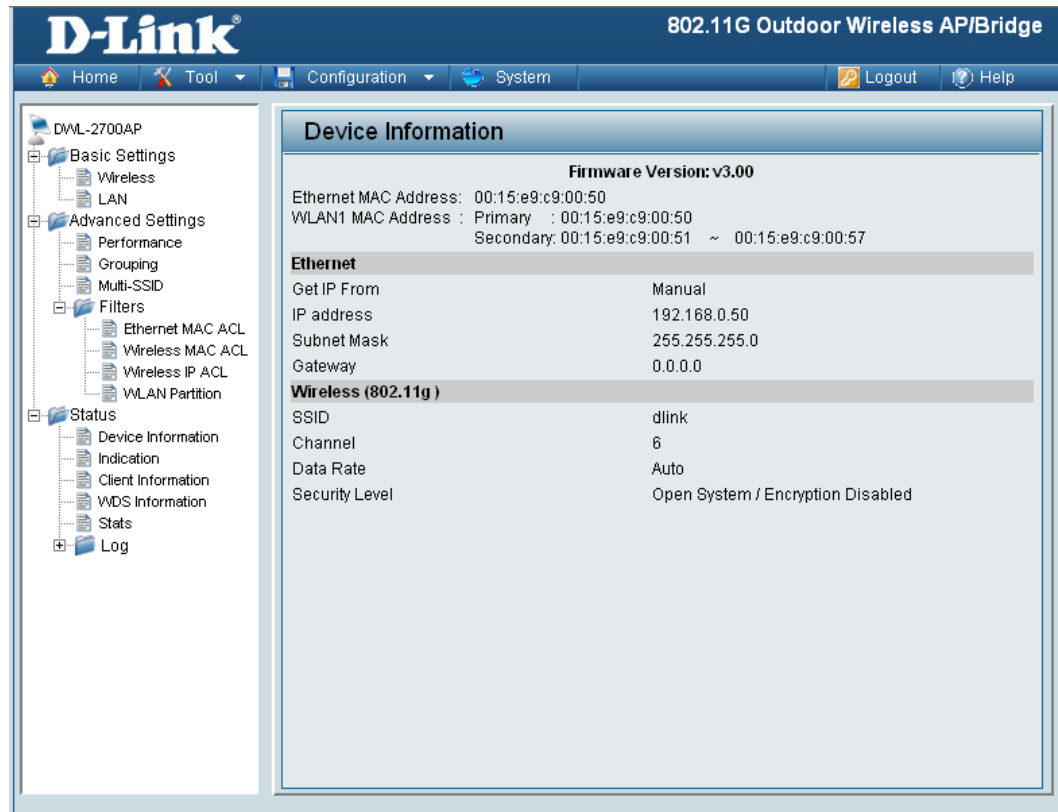 D-Link®
802.11G Outdoor Wireless AP/Bridge
Home Tool Configuration System Logout Help
DWL-2700AP
Basic Settings
Wireless
LAN
Advanced Settings
Performance
Grouping
Multi-SSID
Filters
Ethernet MAC ACL
Wireless MAC ACL
Wireless IP ACL
WLAN Partition
Status
Device Information
Indication
Client Information
WDS Information
Stats
Log
Device Information
Firmware Version: v3.00
Ethernet MAC Address: 00:15:e9:c9:00:50
WLAN1 MAC Address : Primary : 00:15:e9:c9:00:50
Secondary: 00:15:e9:c9:00:51 ~ 00:15:e9:c9:00:57
Ethernet
Get IP From Manual
IP address 192.168.0.50
Subnet Mask 255.255.255.0
Gateway 0.0.0.0
Wireless (802.11g )
SSID dlink
Channel 6
Data Rate Auto
Security Level Open System / Encryption Disabled